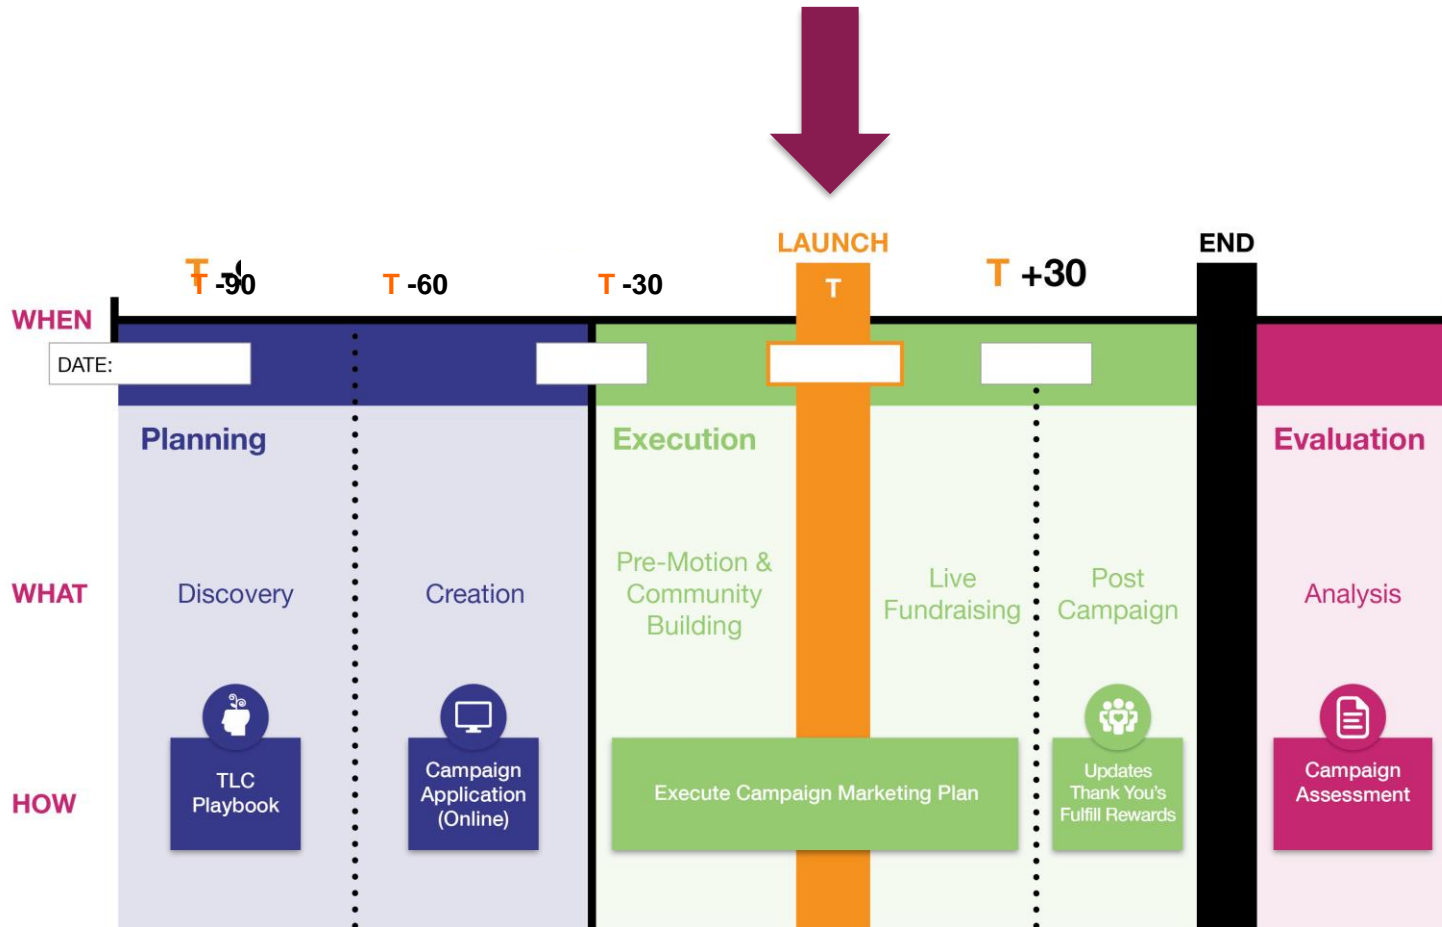 LAUNCH
END
T -90
T -60
T -30
T
T +30
WHEN
DATE:
Planning
Execution
Evaluation
WHAT
Discovery
Creation
Pre-Motion &
Community
Building
Live
Fundraising
Post
Campaign
Analysis
HOW
TLC
Playbook
Campaign
Application
(Online)
Execute Campaign Marketing Plan
Updates
Thank You's
Fulfill Rewards
Campaign
Assessment